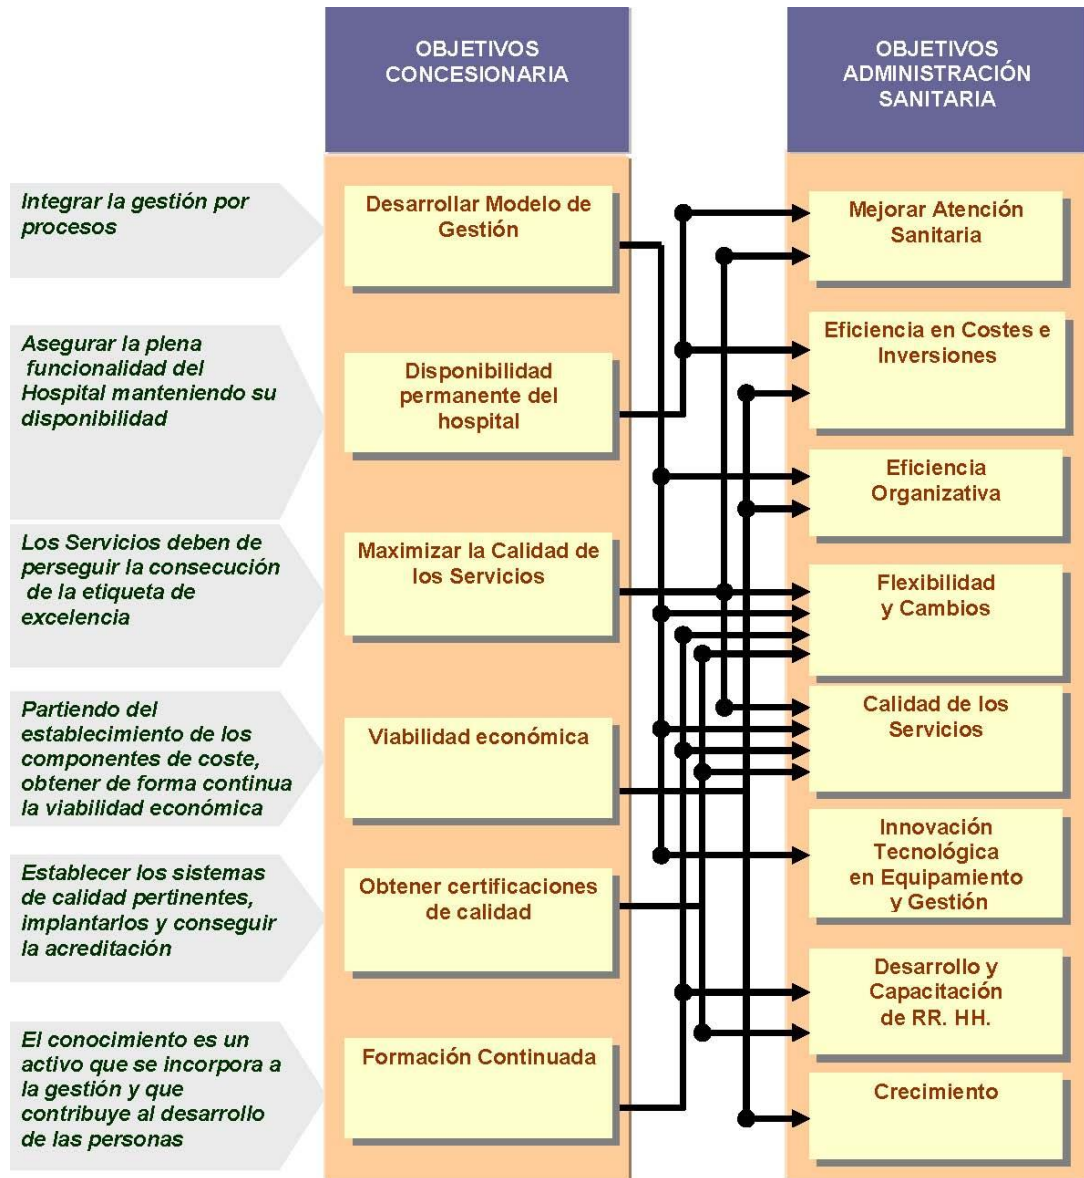 OBJETIVOS
CONCESIONARIA
OBJETIVOS
ADMINISTRACIÓN
SANITARIA
Integrar la gestión por
procesos
Asegurar la plena
funcionalidad del
Hospital manteniendo su
disponibilidad
Los Servicios deben de
perseguir la consecución
de la etiqueta de
excelencia
Partiendo del
establecimiento de los
componentes de coste,
obtener de forma continua
la viabilidad económica
Establecer los sistemas
de calidad pertinentes,
implantarlos y conseguir
la acreditación
El conocimiento es un
activo que se incorpora a
la gestión y que
contribuye al desarrollo
de las personas
Desarrollar Modelo de
Gestión
Disponibilidad
permanente del
hospital
Maximizar la Calidad de
los Servicios
Viabilidad económica
Obtener certificaciones
de calidad
Formación Continuada
Mejorar Atención
Sanitaria
Eficiencia en Costes e
Inversiones
Eficiencia
Organizativa
Flexibilidad
y Cambios
Calidad de los
Servicios
Innovación
Tecnológica
en Equipamiento
y Gestión
Desarrollo y
Capacitación
de RR. HH.
Crecimiento